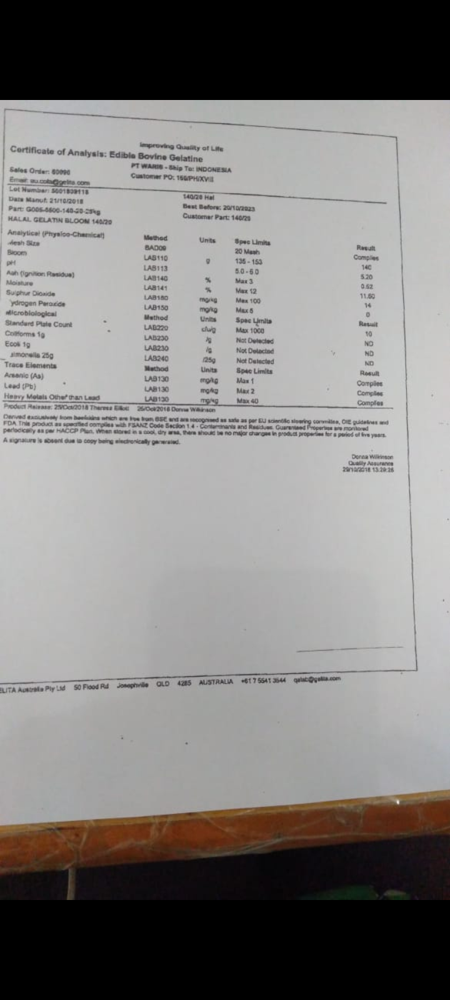 Improving Quality of Life
Certificate of Analysis: Edible Bovine Gelatine
PT WARIS - Ship To: INDONESIA
Sales Order: 60090
Customer PO: /PH/XVIII
Email: au.cofa@gelita.com
Lot Number: 5001809118 140/20 Hal
Date Manuf: 21/10/2018 Best Before: 20/10/2023
Part: G005-5500-140-20-25kg Customer Part: 140/20
HALAL GELATIN BLOOM 140/20
Analytical (Physico-Chemical) Method Units Spec Limits Result
Mesh Size BAD09 20 Mesh Complies
Bloom LAB110 g 135 - 153 140
pH LAB113 5.0 - 6.0 5.20
Ash (Ignition Residue) LAB140 % Max 3 0.52
Moisture LAB141 % Max 12 11.60
Sulphur Dioxide LAB180 mg/kg Max 100 14
ydrogen Peroxide LAB150 mg/kg Max 0
Microbiological Method Units Spec Limits Result
Standard Plate Count LAB220 cfu/g Max 1000 10
Coliforms 1g LAB230 /g Not Detected ND
Ecoli 1g LAB230 /g Not Detected ND
almonella 25g LAB240 /25g Not Detected ND
Trace Elements Method Units Spec Limits Result
Arsenic (As) LAB130 mg/kg Max 1 Complies
Lead (Pb) LAB130 mg/kg Max 2 Complies
Heavy Metals Other than Lead LAB130 mg/kg Max 40 Complies
Product Release: 25/Oct/2018 Theresa Elliott 25/Oct/2018 Donna Wilkinson
Derived exclusively from beefskins which are free from BSE and are recognised as safe as per EU scientific steering committee, OIE guidelines and
FDA This product as specified complies with FSANZ Code Section 1.4 - Contaminants and Residues. Guaranteed Properties are monitored
periodically as per HACCP Plan. When stored in a cool, dry area, there should be no major changes in product properties for a period of five years.
A signature is absent due to copy being electronically generated.
Donna Wilkinson
Quality Assurance
29/10/2018 13:29:26
ELITA Australia Pty Ltd 50 Flood Rd Josephville QLD 4285 AUSTRALIA +61 7 5541 3544 qalab@gelita.com